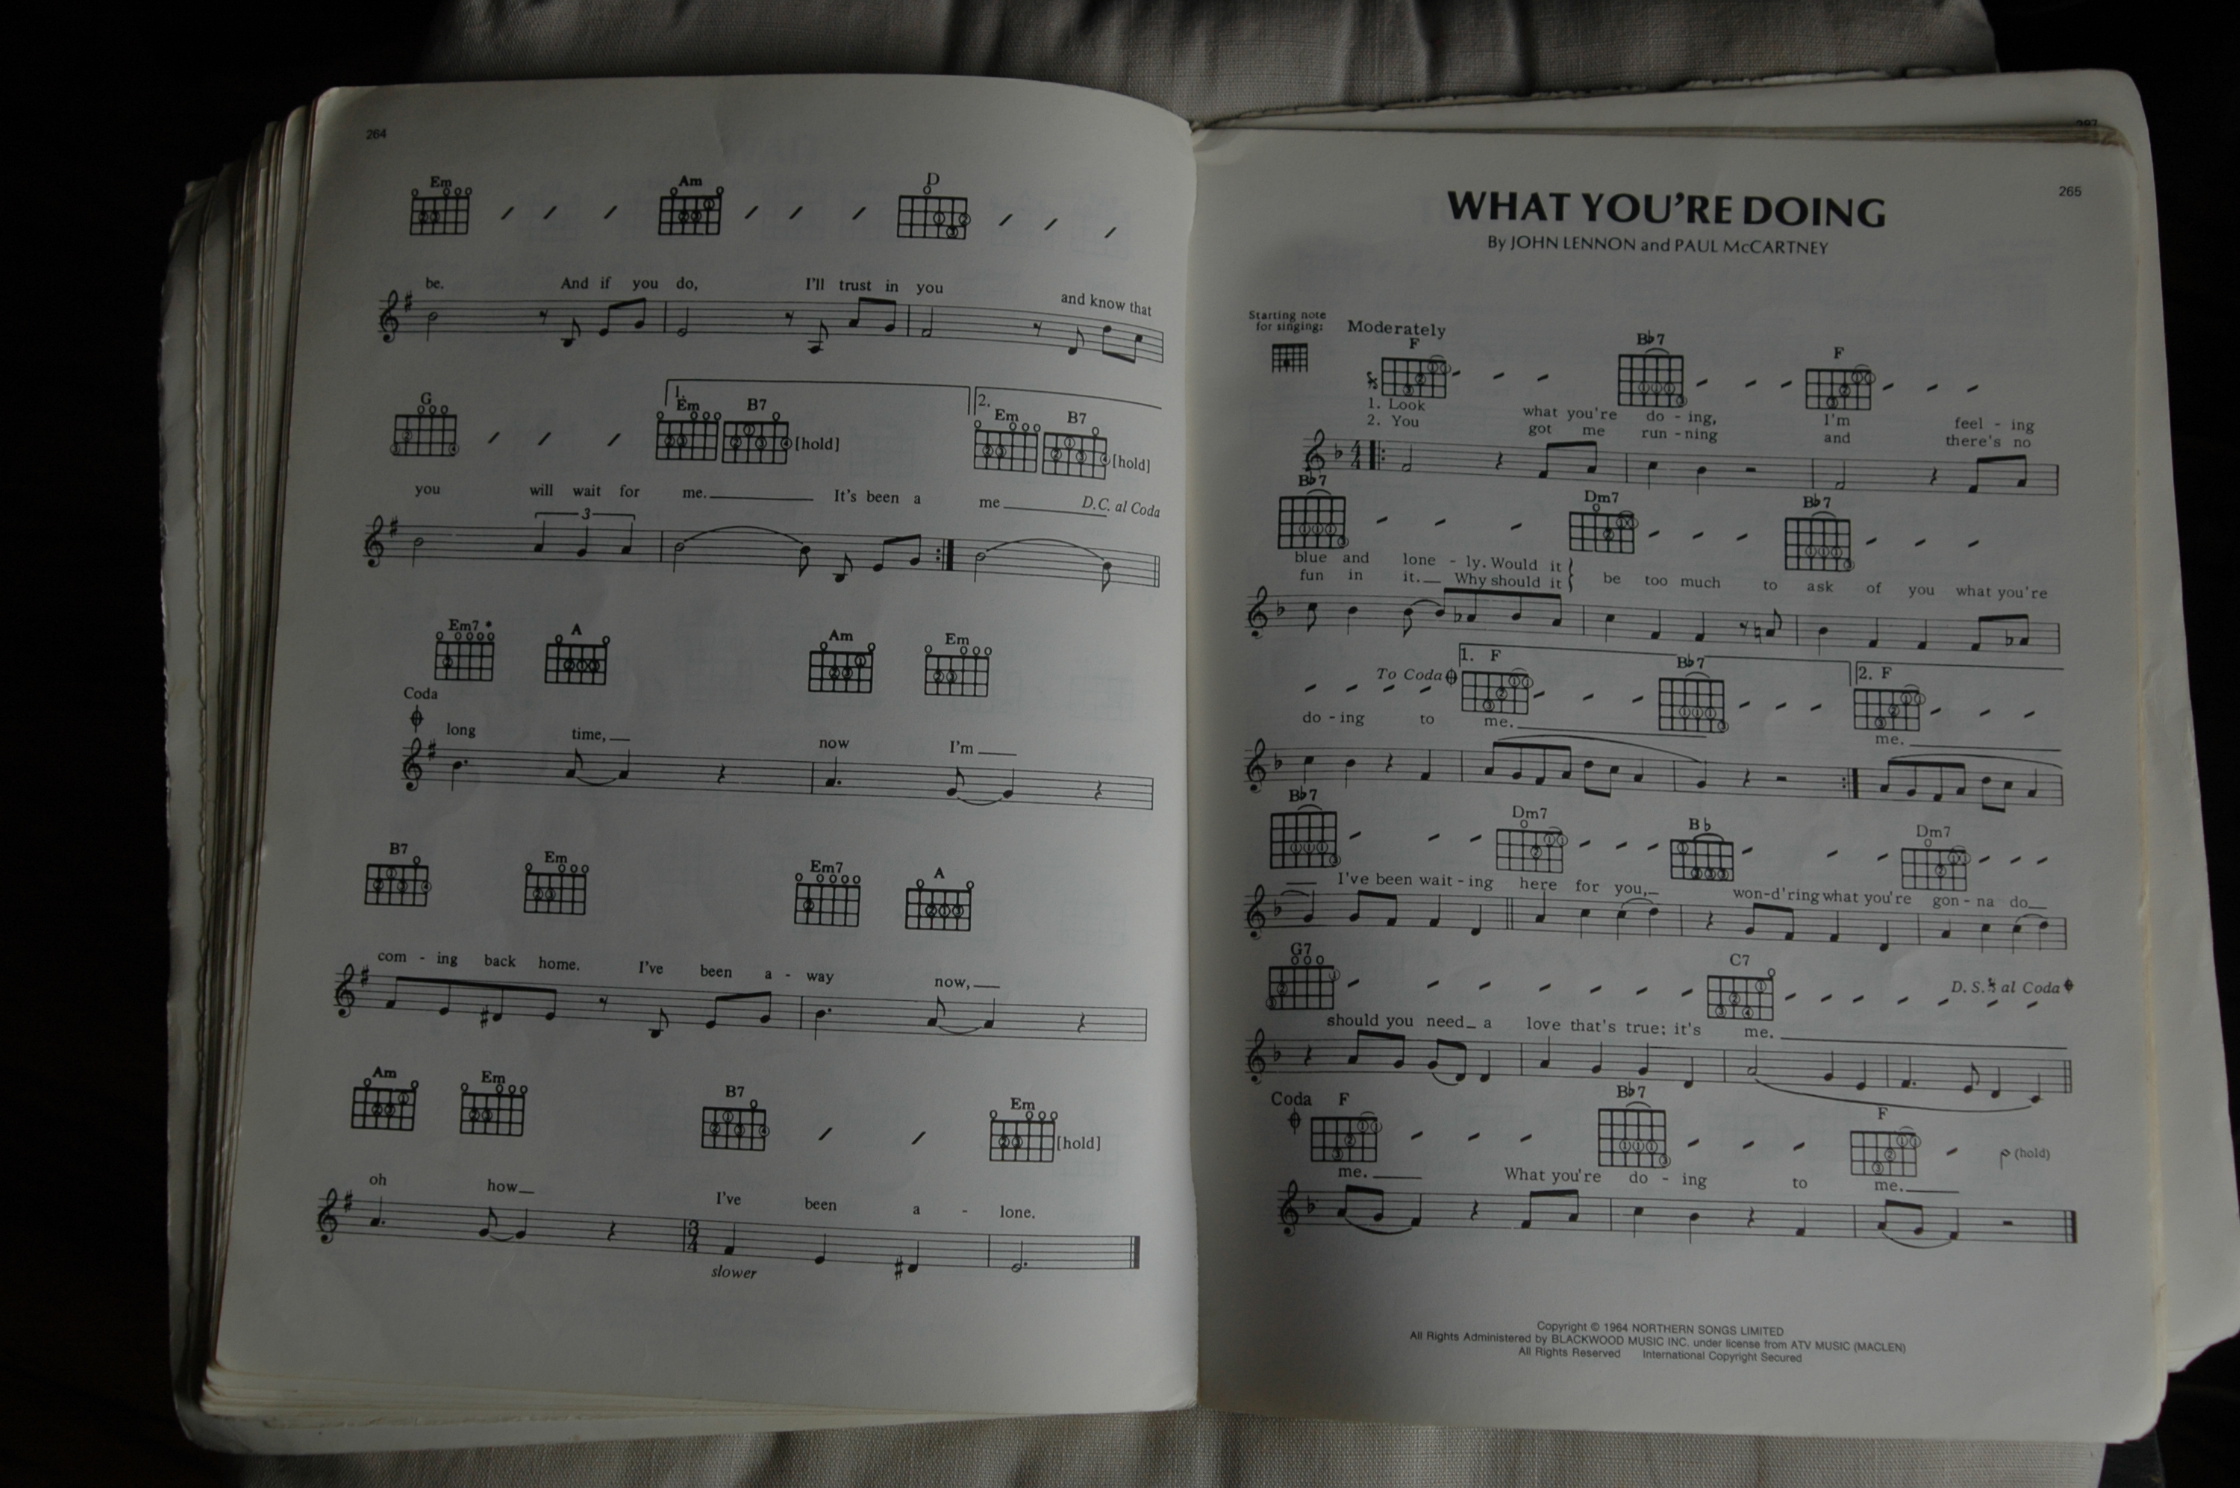 264
Em Am D
be. And if you do, I'll trust in you and know that
1. 2.
G Em B7 [hold] Em B7 [hold]
you will wait for me. It's been a me D.C. al Coda
3
Em7 * A Am Em
Coda
long time, now I'm
B7 Em Em7 A
com - ing back home. I've been a - way now,
Am Em B7 Em [hold]
oh how I've been a - lone.
3
4
slower
265
WHAT YOU'RE DOING
By JOHN LENNON and PAUL McCARTNEY
Starting note
for singing:
Moderately
F B♭7 F
1. Look what you're do - ing, I'm feel - ing
2. You got me run - ning and there's no
4
4
B♭7 Dm7 B♭7
blue and lone - ly. Would it be too much to ask of you what you're
fun in it. Why should it
To Coda 1. F B♭7 2. F
do - ing to me. me.
B♭7 Dm7 B♭ Dm7
I've been wait - ing here for you, won-d'ring what you're gon - na do
G7 C7 D. S. al Coda
should you need a love that's true; it's me.
Coda F B♭7 F (hold)
me. What you're do - ing to me.
Copyright © 1964 NORTHERN SONGS LIMITED
All Rights Administered by BLACKWOOD MUSIC INC. under license from ATV MUSIC (MACLEN)
All Rights Reserved International Copyright Secured